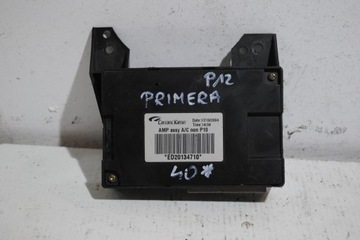 P12
PRIMERA
Calsonic Kansei
AMP assy A/C non P10
*ED20134710*
40*